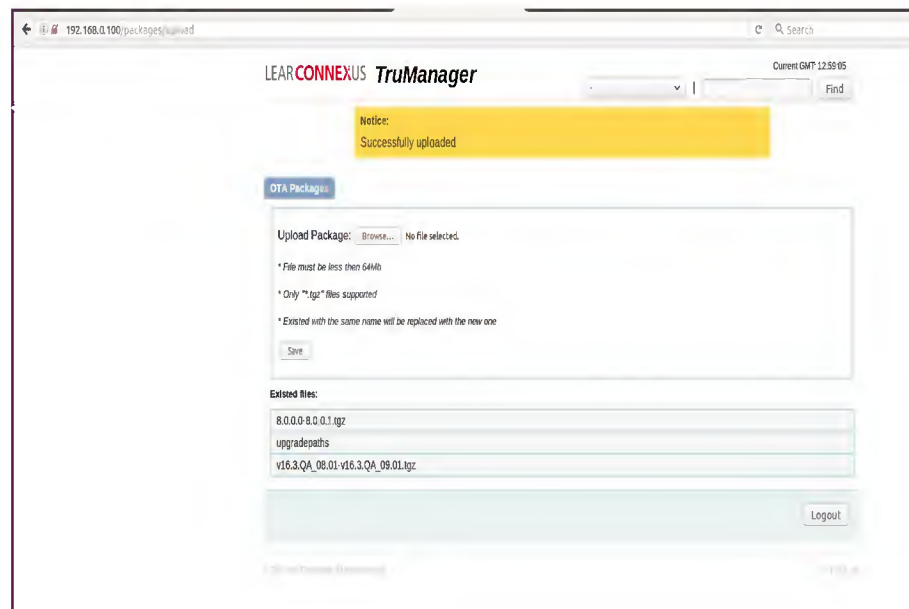 192.168.0.100/packages/upload
Search
LEAR CONNEXUS TruManager
Current GMT: 12:59:05
- | Find
Notice:
Successfully uploaded
OTA Packages
Upload Package: Browse... No file selected.
* File must be less then 64Mb
* Only "*.tgz" files supported
* Existed with the same name will be replaced with the new one
Save
Existed files:
8.0.0.0-8.0.0.1.tgz
upgradepaths
v16.3.QA_08.01-v16.3.QA_09.01.tgz
Logout